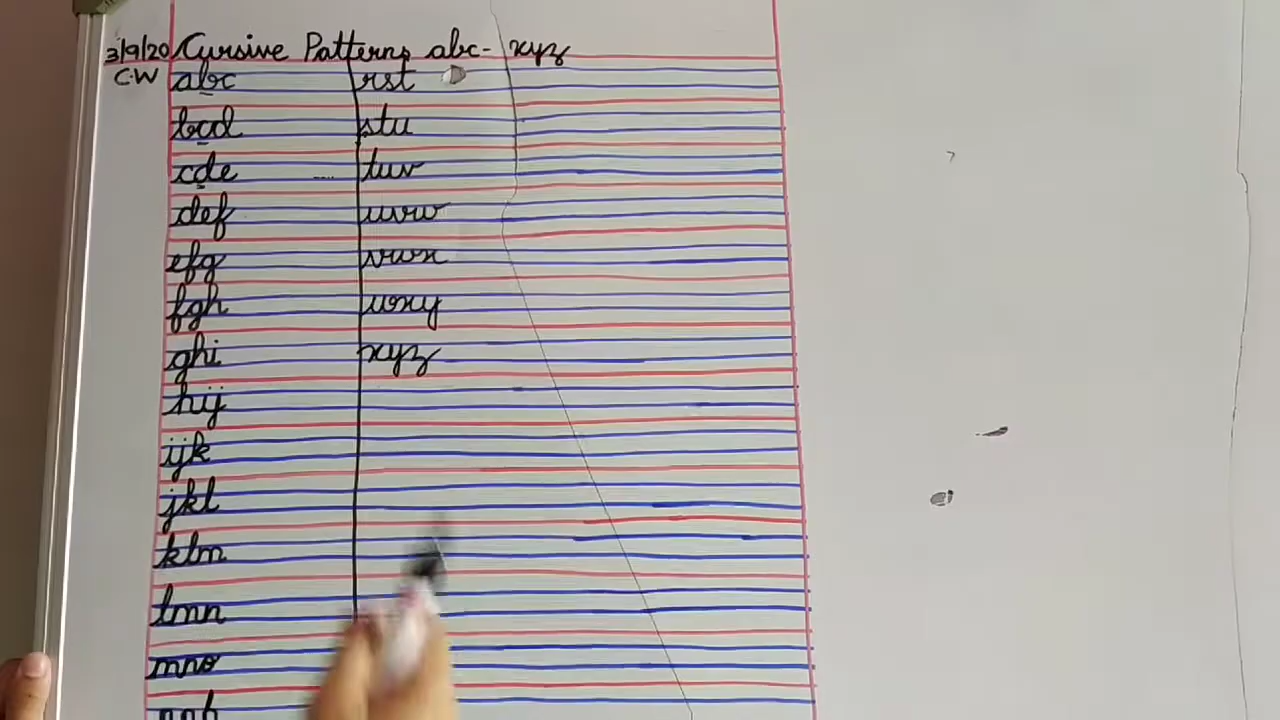 3/9/20 Cursive Patterns abc- xyz
C.W abc rst
bcd stu
cde tuv
def uvw
efg vwx
fgh wxy
ghi xyz
hij
ijk
jkl
klm
lmn
mno